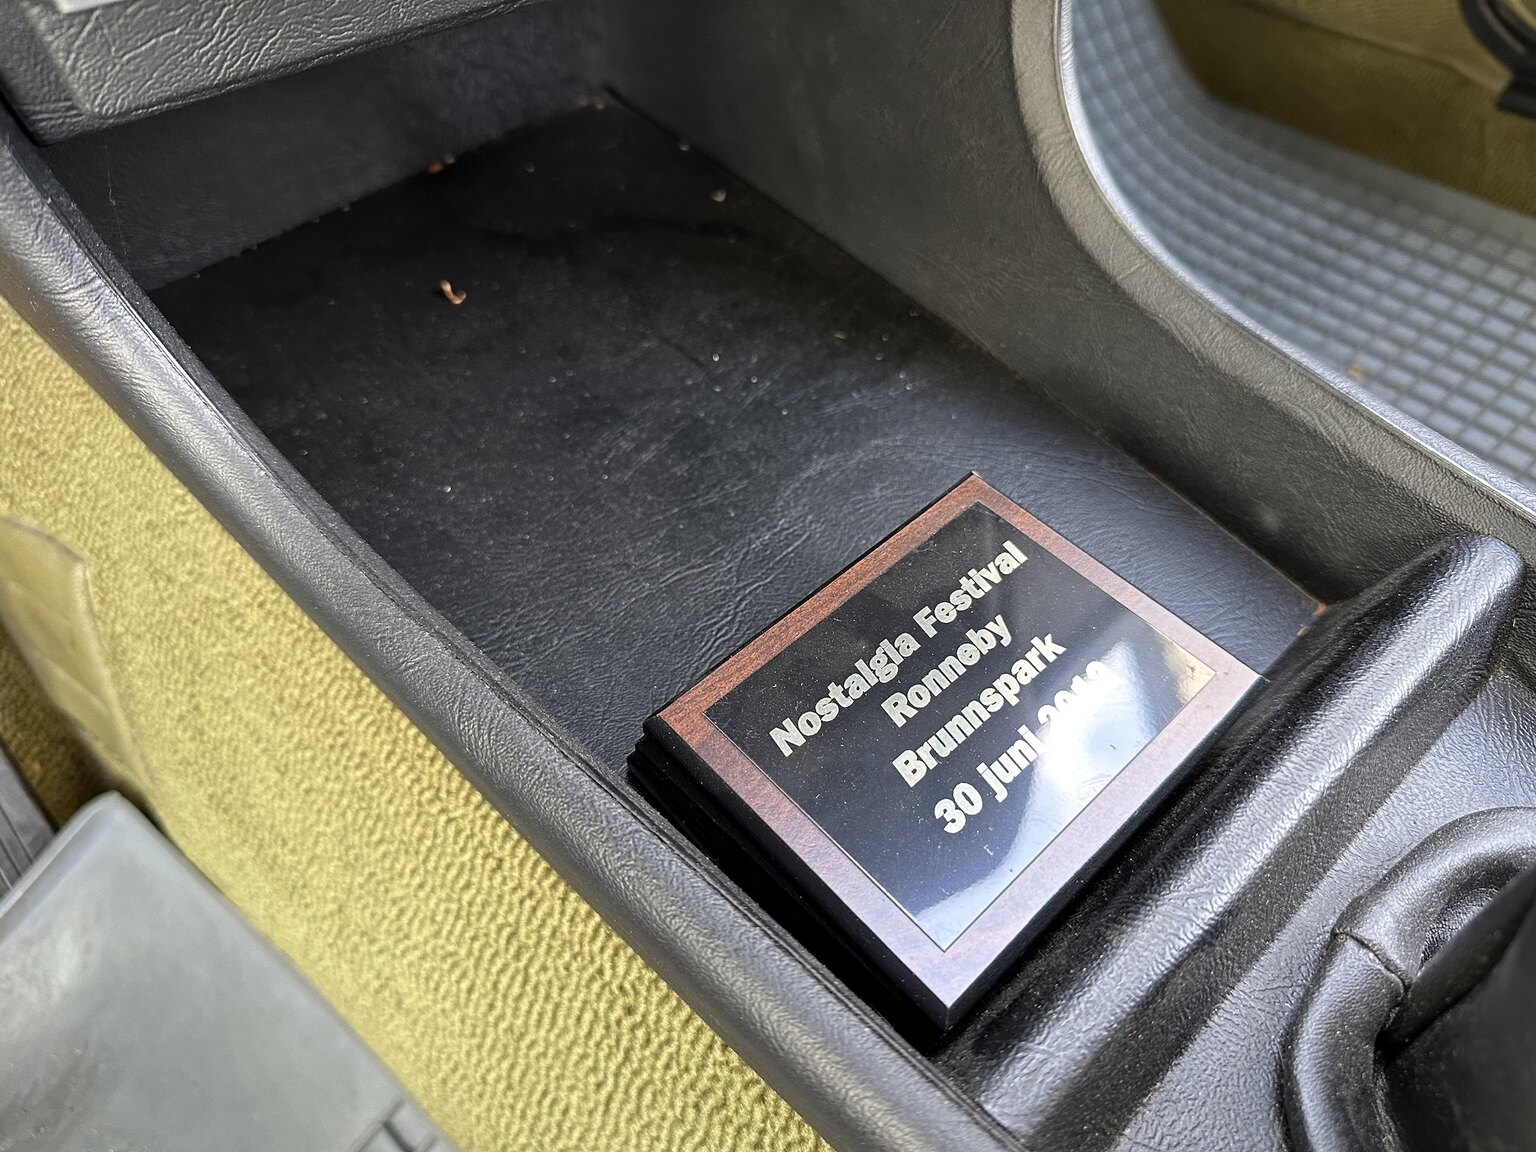 Nostalgia Festival
Ronneby
Brunnspark
30 juni